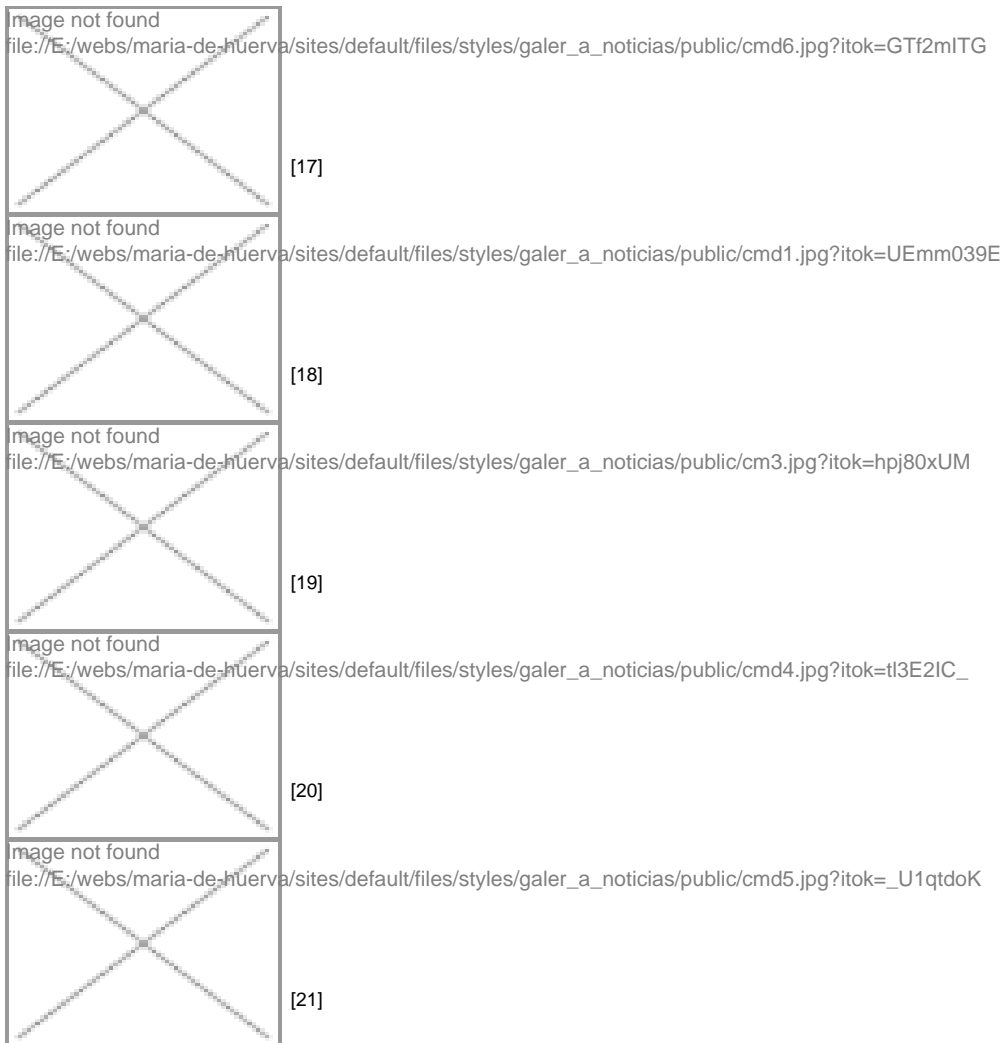 Image not found
file://E:/webs/maria-de-huerva/sites/default/files/styles/galer_a_noticias/public/cmd6.jpg?itok=GTf2mITG
[17]
Image not found
file://E:/webs/maria-de-huerva/sites/default/files/styles/galer_a_noticias/public/cmd1.jpg?itok=UEmm039E
[18]
Image not found
file://E:/webs/maria-de-huerva/sites/default/files/styles/galer_a_noticias/public/cm3.jpg?itok=hpj80xUM
[19]
Image not found
file://E:/webs/maria-de-huerva/sites/default/files/styles/galer_a_noticias/public/cmd4.jpg?itok=tl3E2IC_
[20]
Image not found
file://E:/webs/maria-de-huerva/sites/default/files/styles/galer_a_noticias/public/cmd5.jpg?itok=_U1qtdoK
[21]